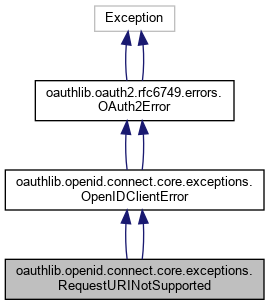 Exception
oauthlib.oauth2.rfc6749.errors.
OAuth2Error
oauthlib.openid.connect.core.exceptions.
OpenIDClientError
oauthlib.openid.connect.core.exceptions.
RequestURINotSupported